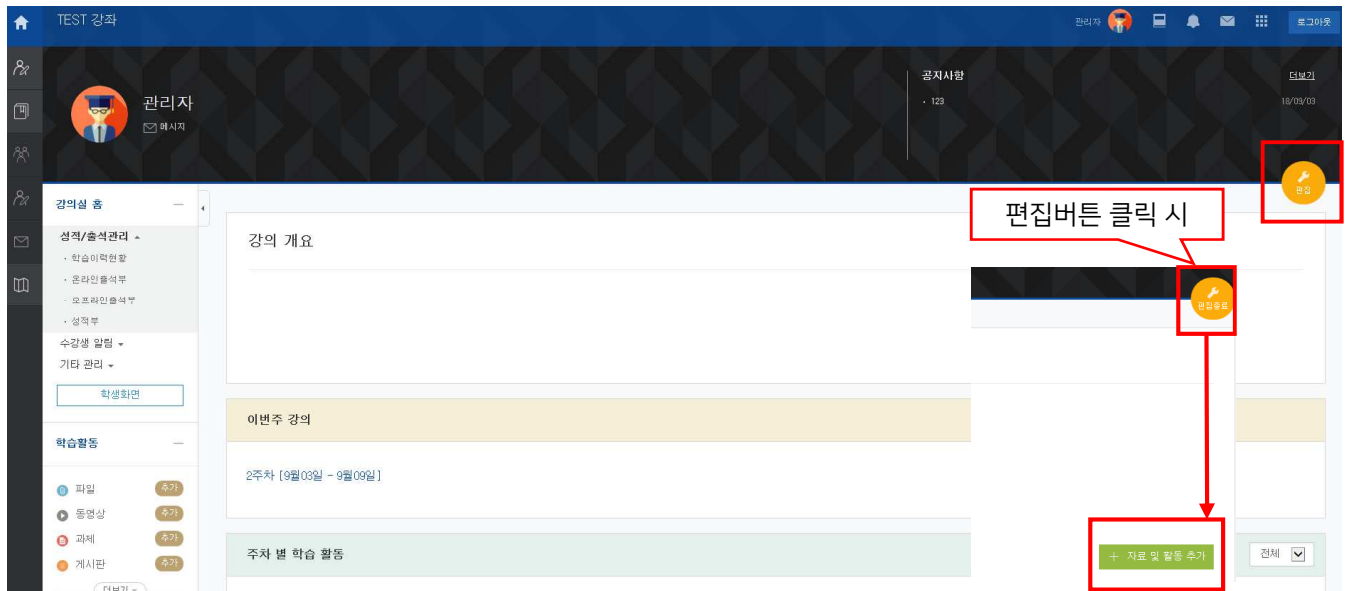 TEST 강좌
관리자
로그아웃
관리자
메시지
공지사항
더보기
· 123
18/09/03
편집
편집버튼 클릭 시
편집종료
강의실 홈
성적/출석관리
· 학습이력현황
· 온라인출석부
· 오프라인출석부
· 성적부
수강생 알림
기타 관리
학생화면
학습활동
파일 추가
동영상 추가
과제 추가
게시판 추가
더보기
강의 개요
이번주 강의
2주차 [9월03일 - 9월09일]
주차 별 학습 활동
+ 자료 및 활동 추가
전체